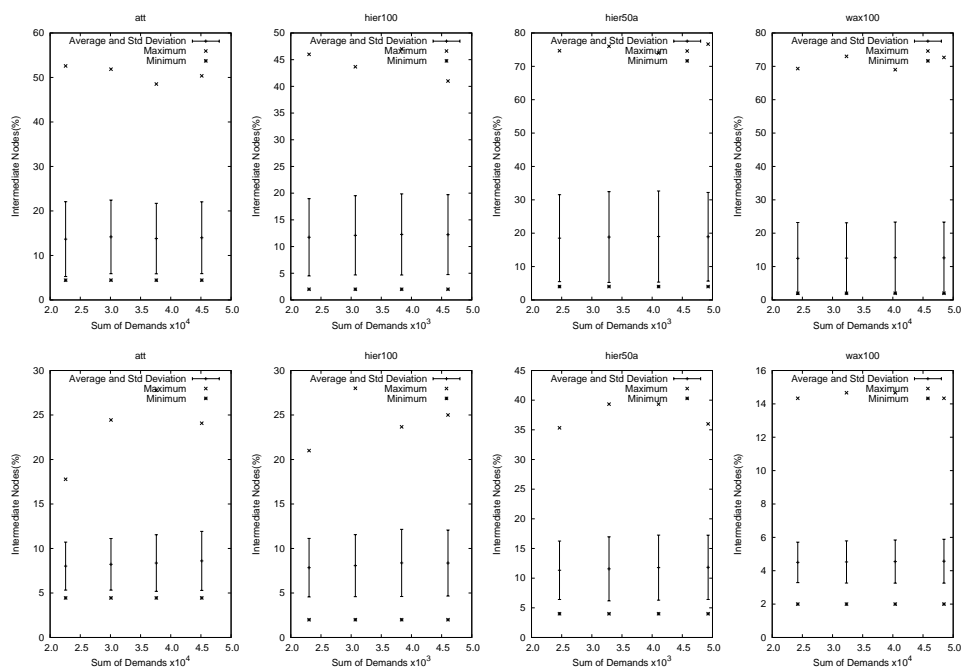 att
Average and Std Deviation
Maximum
Minimum
Intermediate Nodes(%)
60
50
40
30
20
10
0
2.0 2.5 3.0 3.5 4.0 4.5 5.0
Sum of Demands x10^4
hier100
Average and Std Deviation
Maximum
Minimum
Intermediate Nodes(%)
50
45
40
35
30
25
20
15
10
5
0
2.0 2.5 3.0 3.5 4.0 4.5 5.0
Sum of Demands x10^3
hier50a
Average and Std Deviation
Maximum
Minimum
Intermediate Nodes(%)
80
70
60
50
40
30
20
10
0
2.0 2.5 3.0 3.5 4.0 4.5 5.0
Sum of Demands x10^3
wax100
Average and Std Deviation
Maximum
Minimum
Intermediate Nodes(%)
80
70
60
50
40
30
20
10
0
2.0 2.5 3.0 3.5 4.0 4.5 5.0
Sum of Demands x10^4
att
Average and Std Deviation
Maximum
Minimum
Intermediate Nodes(%)
30
25
20
15
10
5
0
2.0 2.5 3.0 3.5 4.0 4.5 5.0
Sum of Demands x10^4
hier100
Average and Std Deviation
Maximum
Minimum
Intermediate Nodes(%)
30
25
20
15
10
5
0
2.0 2.5 3.0 3.5 4.0 4.5 5.0
Sum of Demands x10^3
hier50a
Average and Std Deviation
Maximum
Minimum
Intermediate Nodes(%)
45
40
35
30
25
20
15
10
5
0
2.0 2.5 3.0 3.5 4.0 4.5 5.0
Sum of Demands x10^3
wax100
Average and Std Deviation
Maximum
Minimum
Intermediate Nodes(%)
16
14
12
10
8
6
4
2
0
2.0 2.5 3.0 3.5 4.0 4.5 5.0
Sum of Demands x10^4